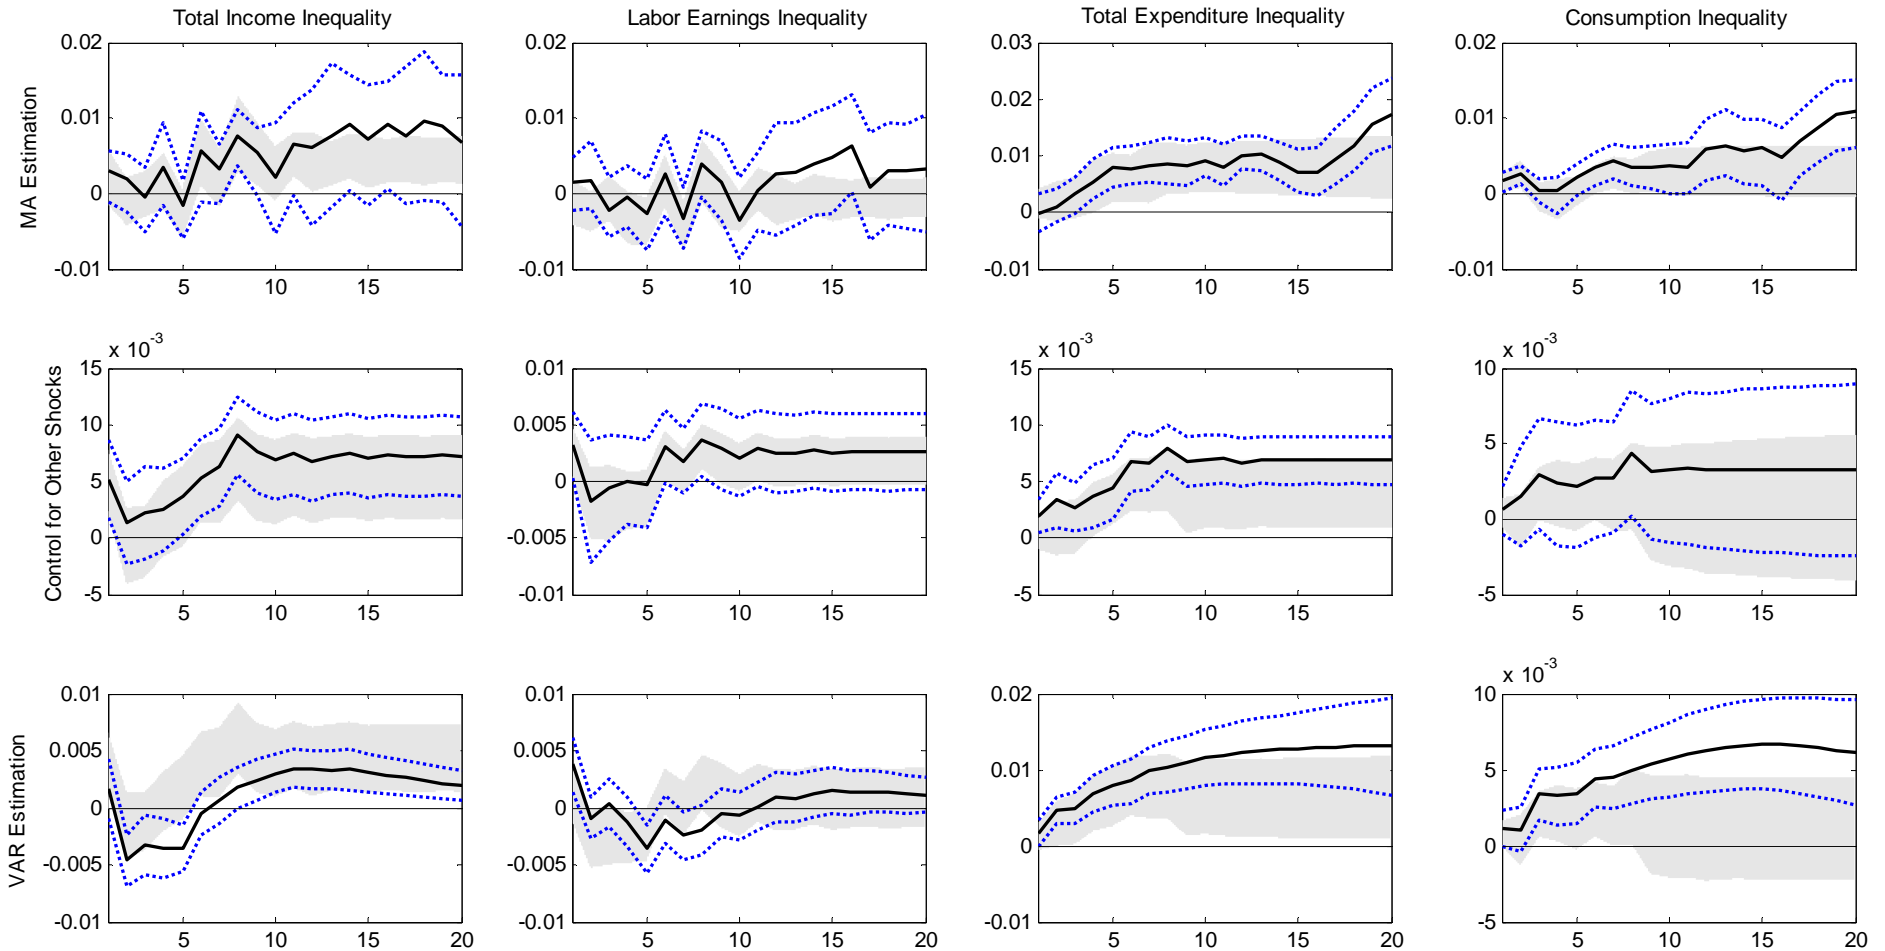 Total Income Inequality
Labor Earnings Inequality
Total Expenditure Inequality
Consumption Inequality
MA Estimation
0.02
0.01
0
-0.01
5 10 15
0.02
0.01
0
-0.01
5 10 15
0.03
0.02
0.01
0
-0.01
5 10 15
0.02
0.01
0
-0.01
5 10 15
Control for Other Shocks
x 10^-3
15
10
5
0
-5
5 10 15
0.01
0.005
0
-0.005
-0.01
5 10 15
x 10^-3
15
10
5
0
-5
5 10 15
x 10^-3
10
5
0
-5
5 10 15
VAR Estimation
0.01
0.005
0
-0.005
-0.01
5 10 15 20
0.01
0.005
0
-0.005
-0.01
5 10 15 20
0.02
0.01
0
-0.01
5 10 15 20
x 10^-3
10
5
0
-5
5 10 15 20